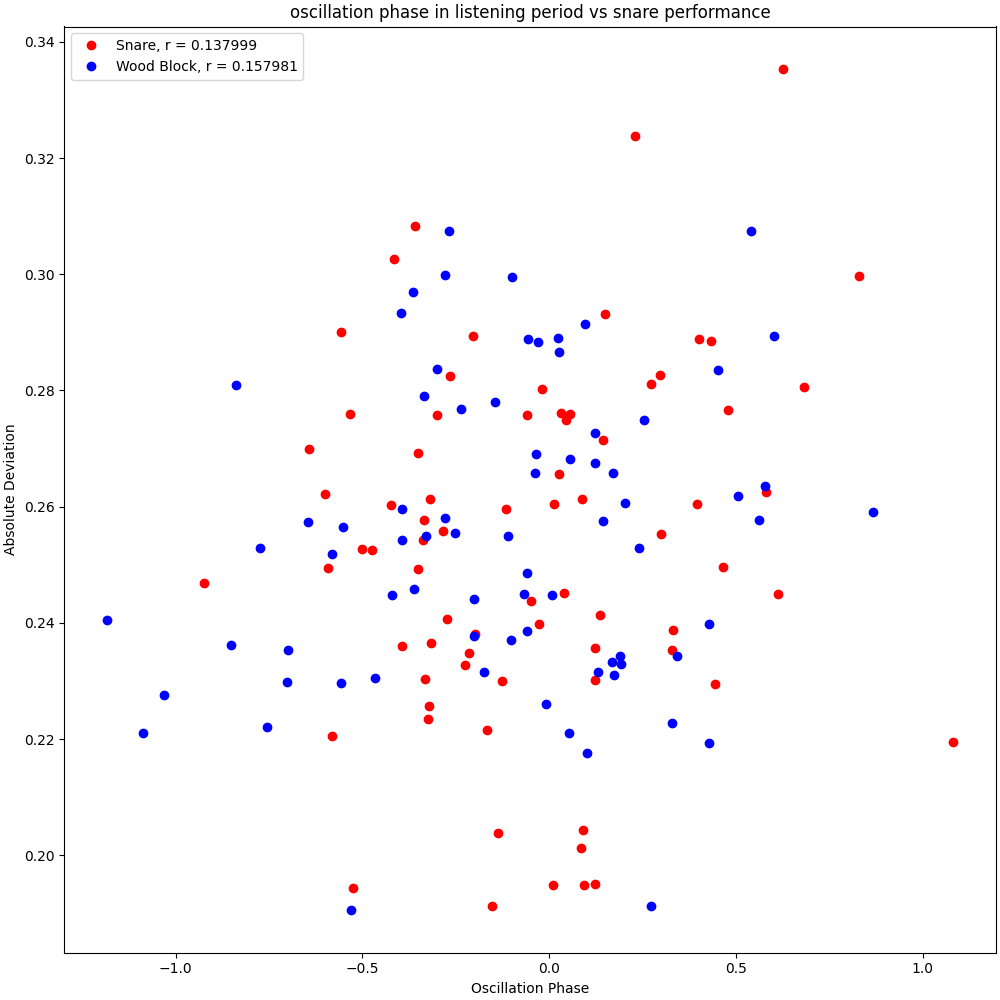 oscillation phase in listening period vs snare performance
Snare, r = 0.137999
Wood Block, r = 0.157981
0.34
0.32
0.30
0.28
0.26
0.24
0.22
0.20
Absolute Deviation
−1.0
−0.5
0.0
0.5
1.0
Oscillation Phase